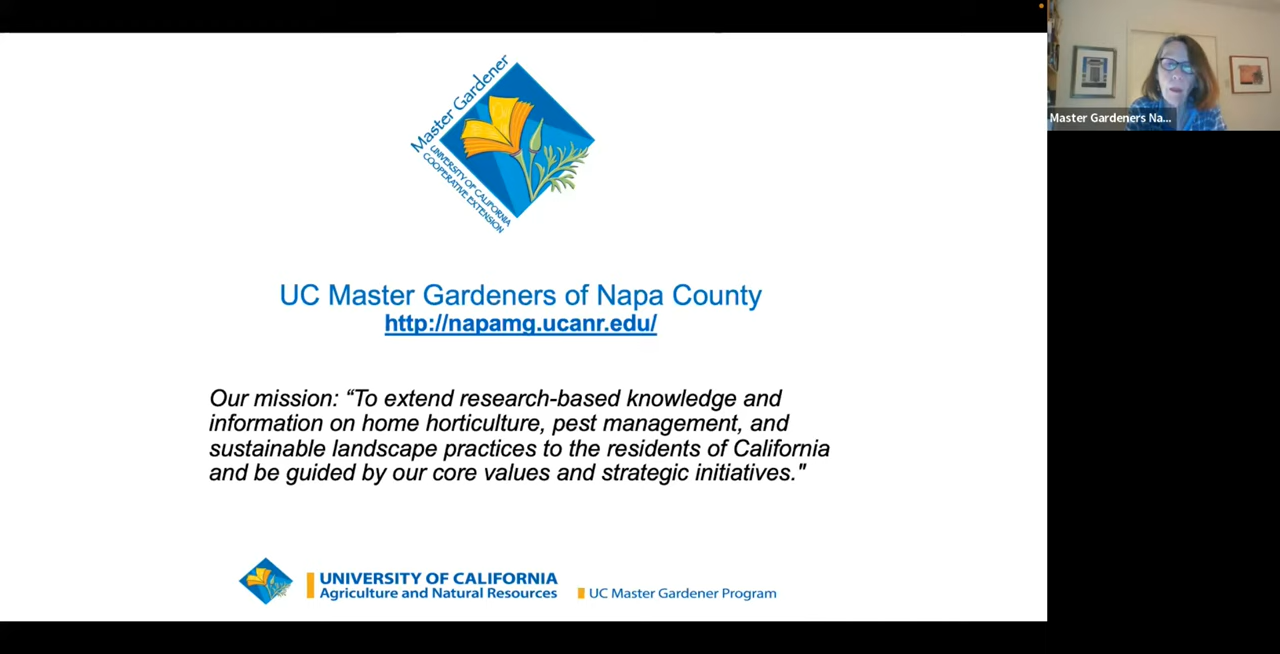 Master Gardener
UNIVERSITY OF CALIFORNIA
COOPERATIVE EXTENSION
Master Gardeners Na...
UC Master Gardeners of Napa County
http://napamg.ucanr.edu/
Our mission: “To extend research-based knowledge and
information on home horticulture, pest management, and
sustainable landscape practices to the residents of California
and be guided by our core values and strategic initiatives."
UNIVERSITY OF CALIFORNIA
Agriculture and Natural Resources
UC Master Gardener Program